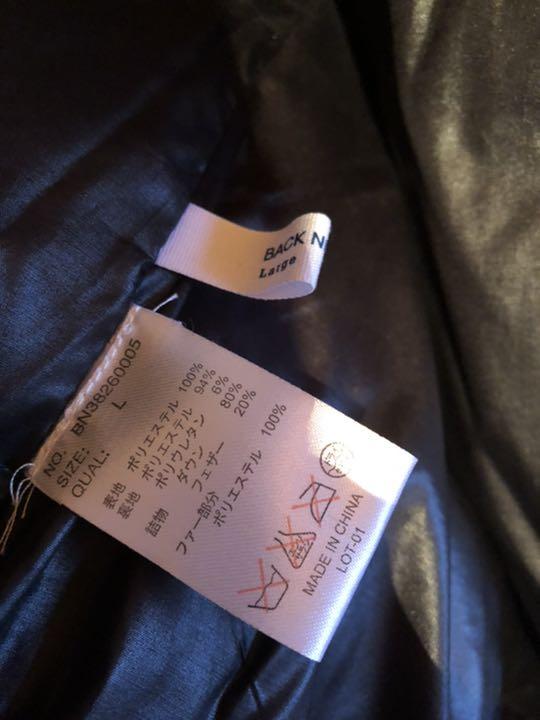 BACK N
Large
NO. BN38260005
SIZE: L
QUAL:
表地 ポリエステル 100%
裏地 ポリエステル 94%
ポリウレタン 6%
詰物 ダウン 80%
フェザー 20%
ファー部分
ポリエステル 100%
MADE IN CHINA
LOT-01